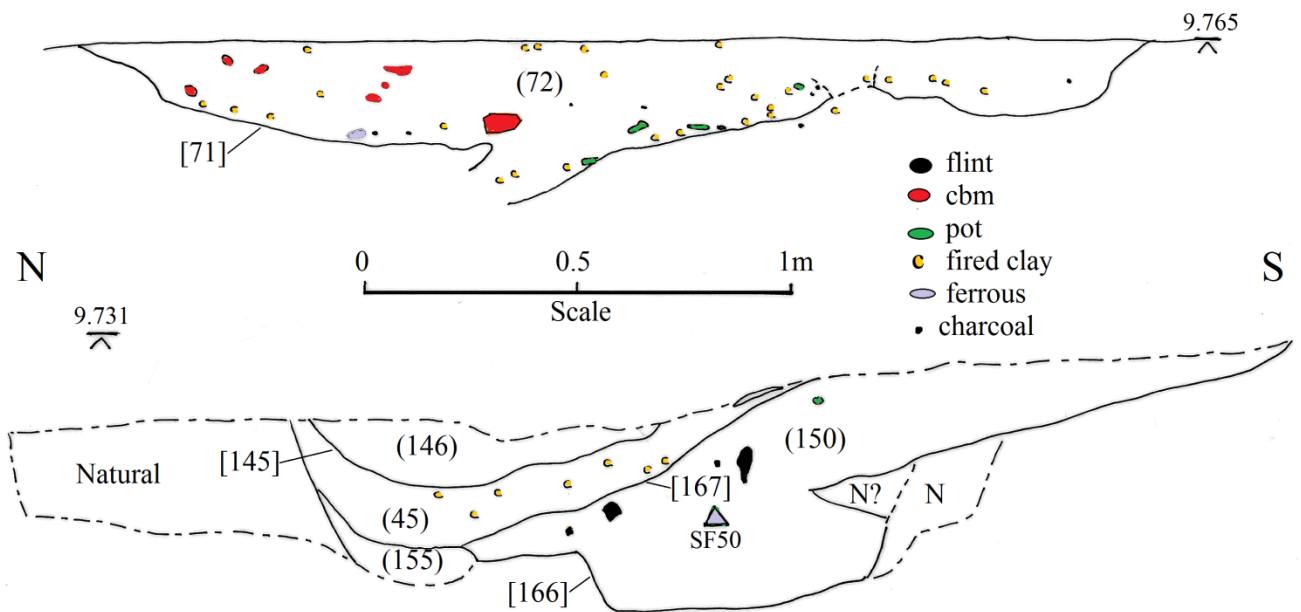 9.765
(72)
[71]
flint
cbm
pot
fired clay
ferrous
charcoal
N
S
0 0.5 1m
Scale
9.731
(146)
(150)
[145]
Natural
[167]
N? N
(45)
SF50
(155)
[166]